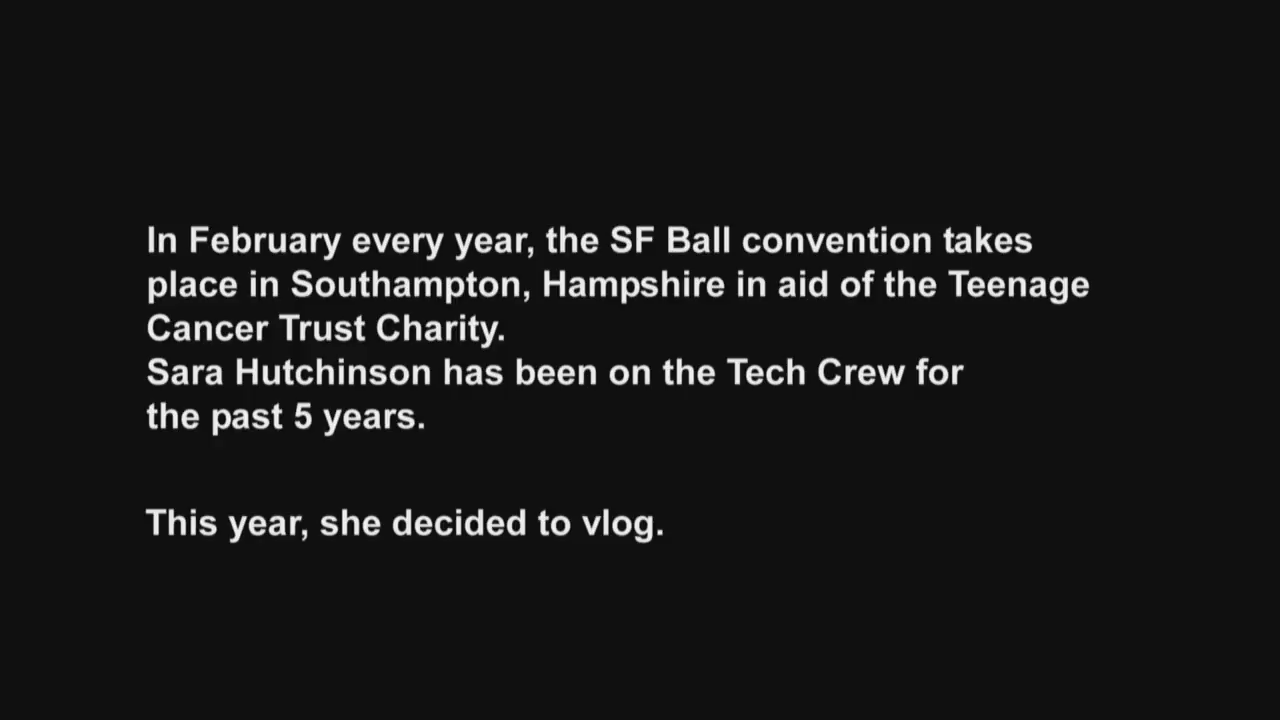 In February every year, the SF Ball convention takes
place in Southampton, Hampshire in aid of the Teenage
Cancer Trust Charity.
Sara Hutchinson has been on the Tech Crew for
the past 5 years.
This year, she decided to vlog.